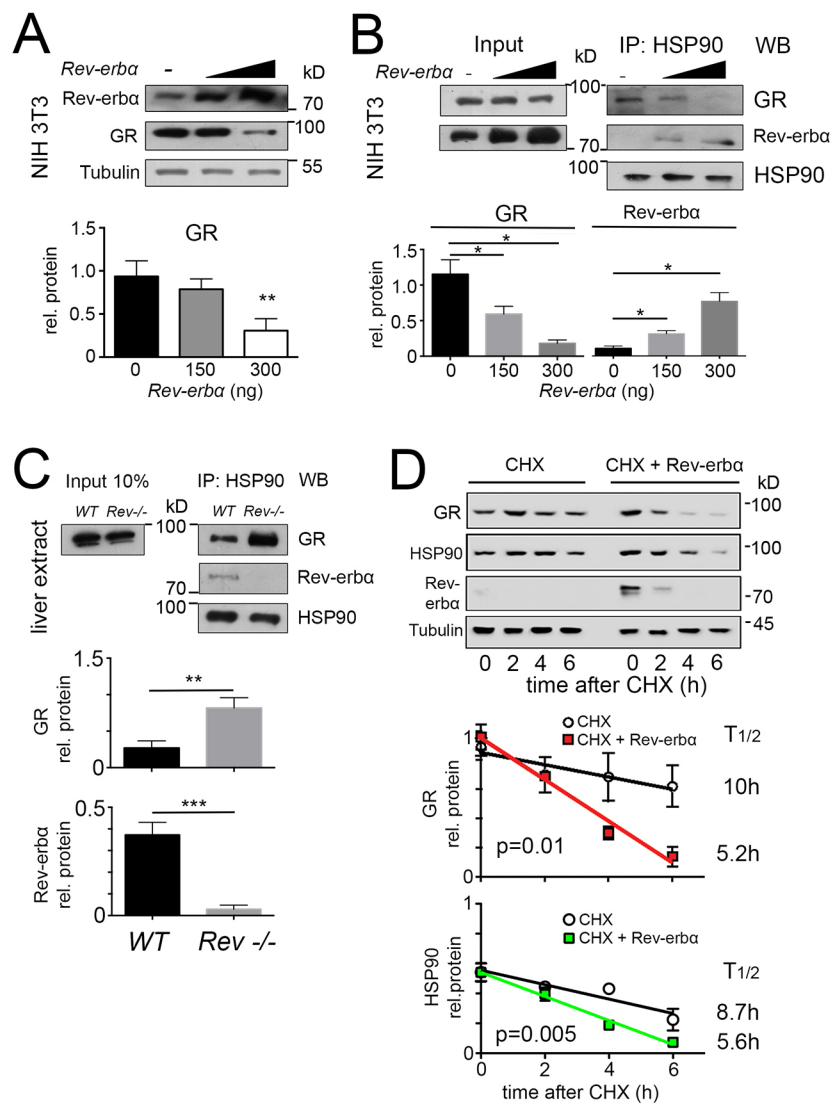 A
Rev-erbα - kD
Rev-erbα 70
GR 100
Tubulin 55
NIH 3T3
GR
rel. protein
1.5
1.0
0.5
0
**
0 150 300
Rev-erbα (ng)
B
Input IP: HSP90 WB
Rev-erbα - kD -
100 GR
70 Rev-erbα
100 HSP90
NIH 3T3
GR Rev-erbα
rel. protein
1.5
1.0
0.5
0.0
* * * *
0 150 300 0 150 300
Rev-erbα (ng)
C
Input 10% IP: HSP90 WB
WT Rev-/- kD WT Rev-/-
100 GR
70 Rev-erbα
100 HSP90
liver extract
GR
rel. protein
1.5
0
**
Rev-erbα
rel. protein
0.5
0
***
WT Rev -/-
D
CHX CHX + Rev-erbα
kD
GR -100
HSP90 -100
Rev-
erbα -70
Tubulin -45
0 2 4 6 0 2 4 6
time after CHX (h)
GR
rel. protein
1
0
CHX
CHX + Rev-erbα
T1/2
10h
5.2h
p=0.01
HSP90
rel.protein
1
0
CHX
CHX + Rev-erbα
T1/2
8.7h
5.6h
p=0.005
0 2 4 6
time after CHX (h)